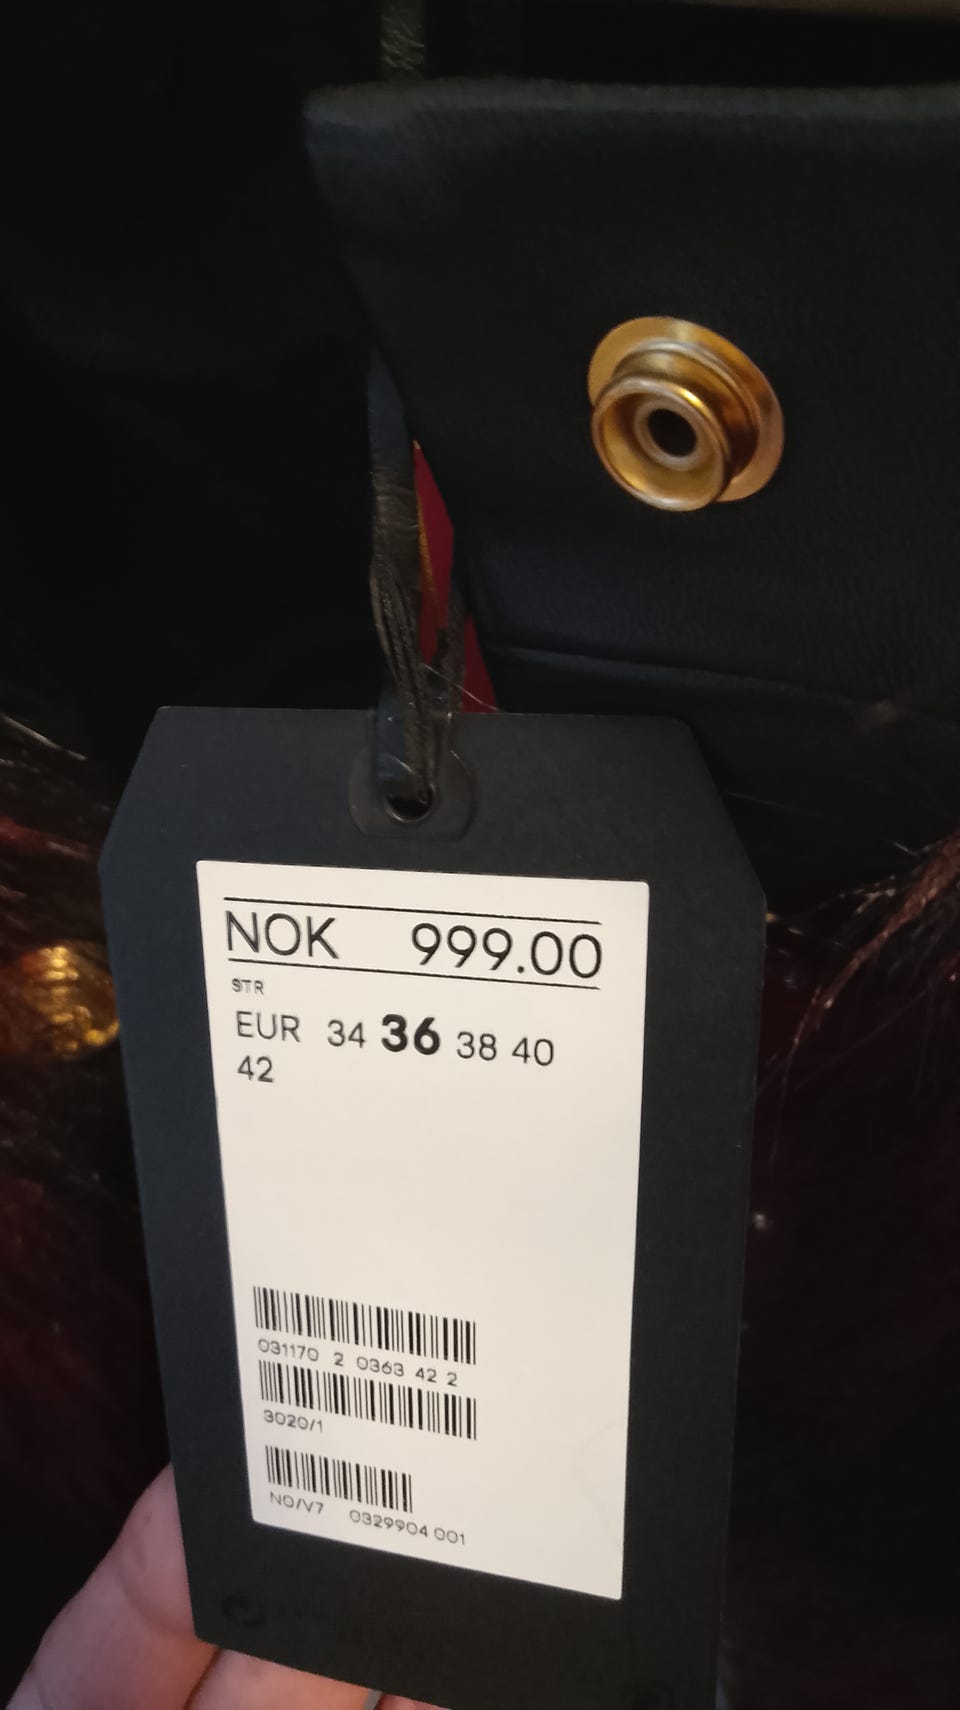 NOK 999.00
STR
EUR 34 36 38 40
42
031170 2 0363 42 2
3020/1
NO/V7 0329904 001